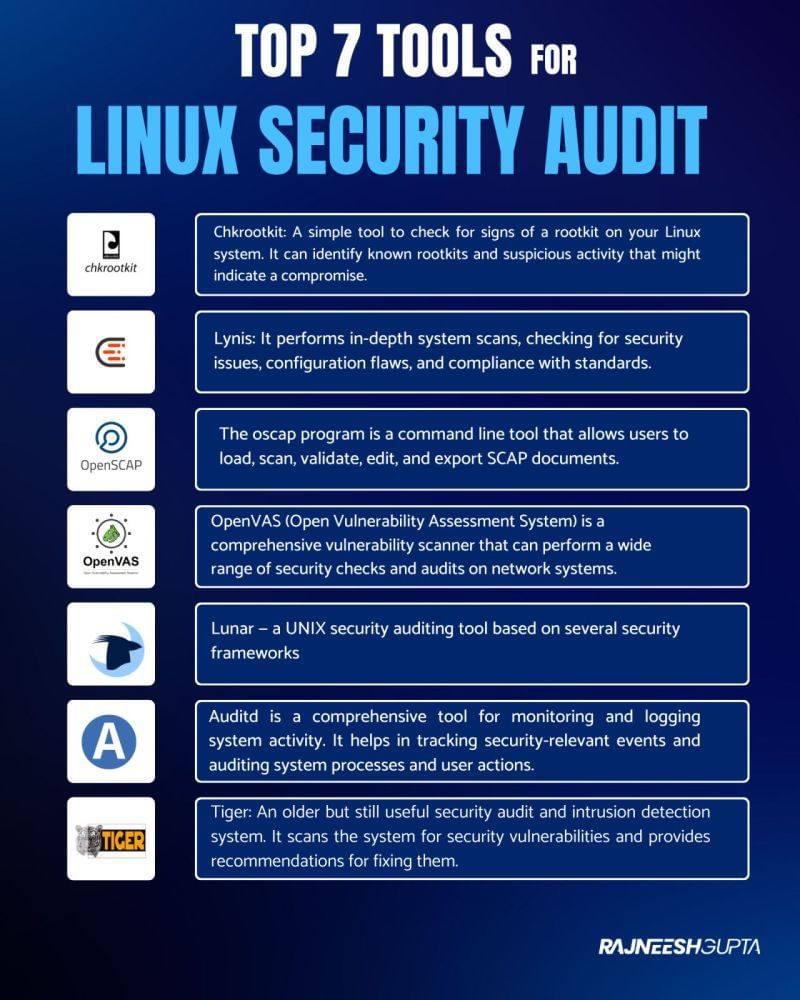 TOP 7 TOOLS FOR
LINUX SECURITY AUDIT
chkrootkit
Chkrootkit: A simple tool to check for signs of a rootkit on your Linux
system. It can identify known rootkits and suspicious activity that might
indicate a compromise.
Lynis: It performs in-depth system scans, checking for security
issues, configuration flaws, and compliance with standards.
OpenSCAP
The oscap program is a command line tool that allows users to
load, scan, validate, edit, and export SCAP documents.
OpenVAS
Open Vulnerability Assessment System
OpenVAS (Open Vulnerability Assessment System) is a
comprehensive vulnerability scanner that can perform a wide
range of security checks and audits on network systems.
Lunar – a UNIX security auditing tool based on several security
frameworks
A
Auditd is a comprehensive tool for monitoring and logging
system activity. It helps in tracking security-relevant events and
auditing system processes and user actions.
TIGER
Tiger: An older but still useful security audit and intrusion detection
system. It scans the system for security vulnerabilities and provides
recommendations for fixing them.
RAJNEESHGUPTA